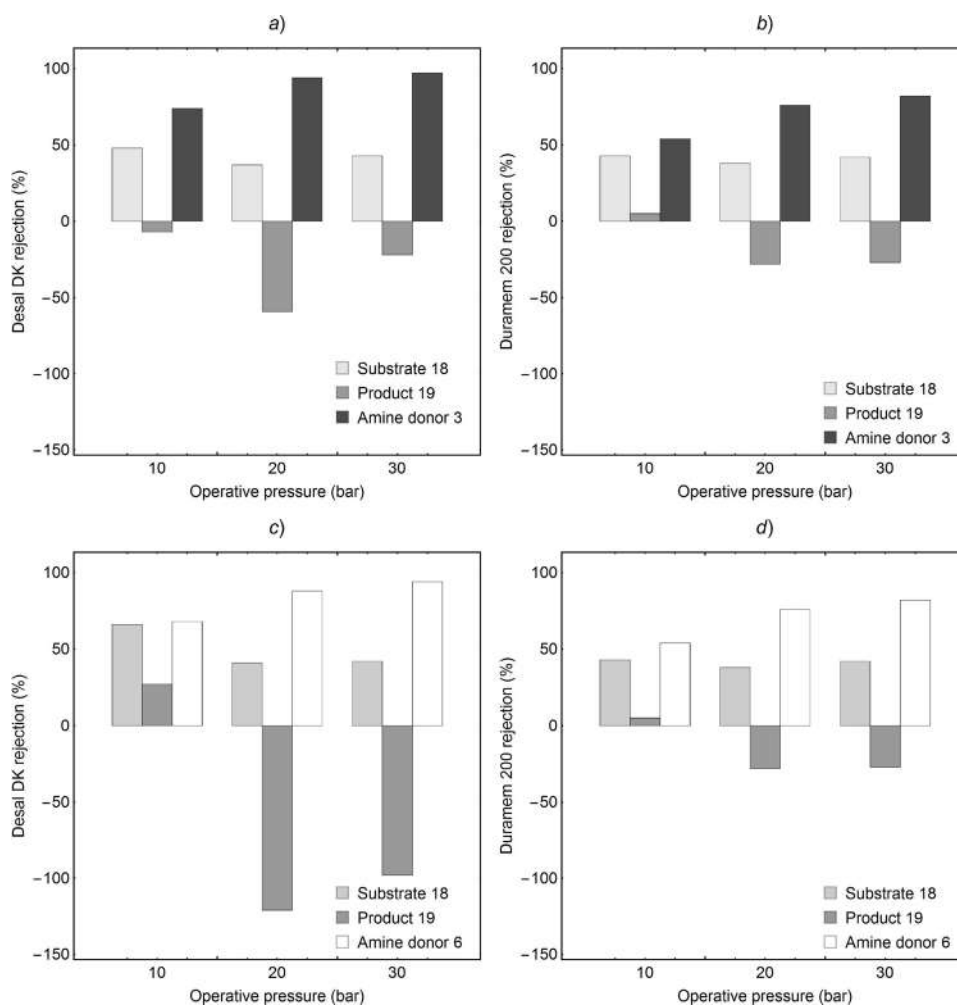 a)
Desal DK rejection (%)
100
50
0
−50
−100
−150
Substrate 18
Product 19
Amine donor 3
10 20 30
Operative pressure (bar)
b)
Duramem 200 rejection (%)
100
50
0
−50
−100
−150
Substrate 18
Product 19
Amine donor 3
10 20 30
Operative pressure (bar)
c)
Desal DK rejection (%)
100
50
0
−50
−100
−150
Substrate 18
Product 19
Amine donor 6
10 20 30
Operative pressure (bar)
d)
Duramem 200 rejection (%)
100
50
0
−50
−100
−150
Substrate 18
Product 19
Amine donor 6
10 20 30
Operative pressure (bar)